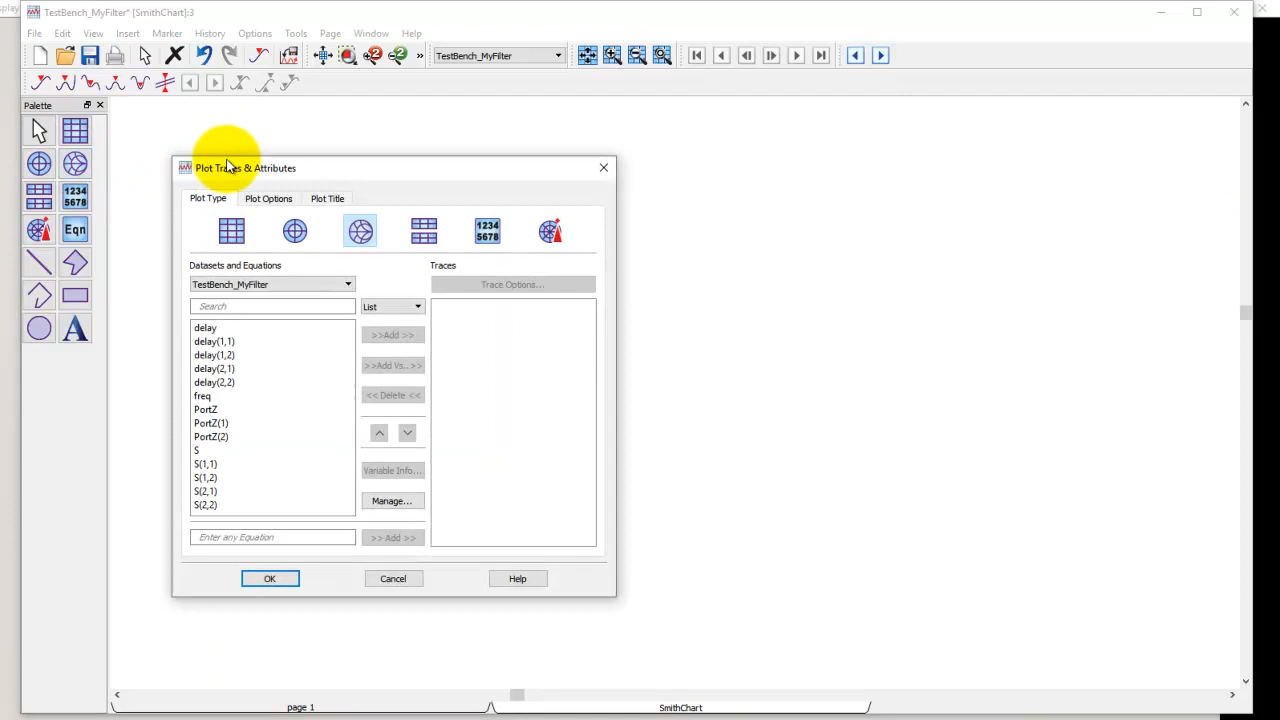 TestBench_MyFilter* [SmithChart]:3
File Edit View Insert Marker History Options Tools Page Window Help
2 2 » TestBench_MyFilter
Palette
1234
5678
Eqn
A
Plot Traces & Attributes
Plot Type Plot Options Plot Title
1234
5678
Datasets and Equations Traces
TestBench_MyFilter Trace Options...
Search List
delay
delay(1,1)
delay(1,2)
delay(2,1)
delay(2,2)
freq
PortZ
PortZ(1)
PortZ(2)
S
S(1,1)
S(1,2)
S(2,1)
S(2,2)
>>Add >>
>>Add Vs..>>
<< Delete <<
Variable Info...
Manage...
Enter any Equation >> Add >>
OK Cancel Help
page 1 SmithChart